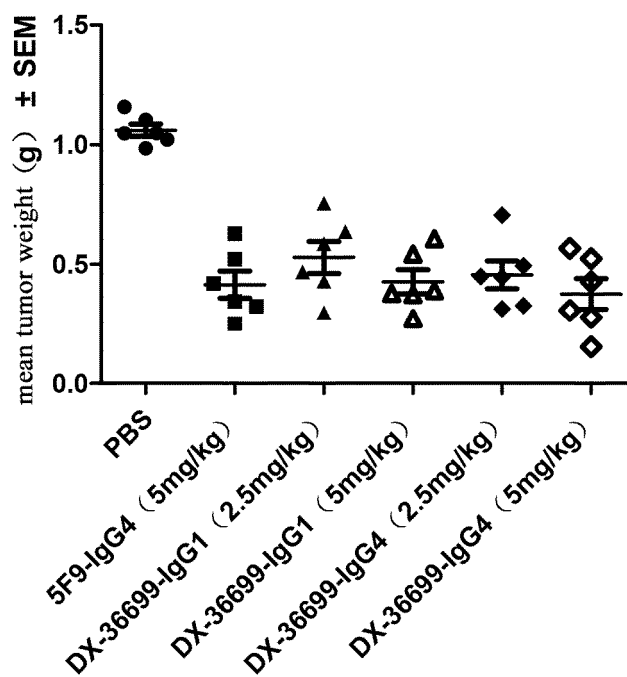 mean tumor weight (g) ± SEM
1.5
1.0
0.5
0.0
PBS
5F9-IgG4（5mg/kg）
DX-36699-IgG1（2.5mg/kg）
DX-36699-IgG1（5mg/kg）
DX-36699-IgG4（2.5mg/kg）
DX-36699-IgG4（5mg/kg）